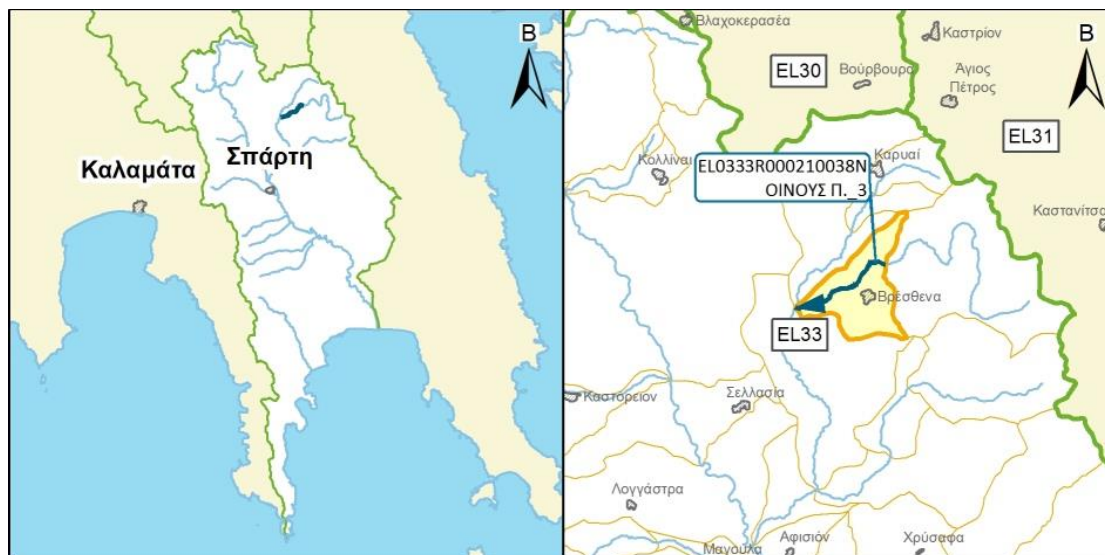 B
Σπάρτη
Καλαμάτα
Βλαχοκερασέα
Καστρίον
B
EL30
Βούρβουρα
Άγιος
Πέτρος
EL31
Κολλίναι
EL0333R000210038N
ΟΙΝΟΥΣ Π._3
Καρυαί
Καστανίτσα
Βρέσθενα
EL33
Καστορείον
Σελλασία
Λογγάστρα
Μαγούλα
Αφισιόν
Χρύσαφα